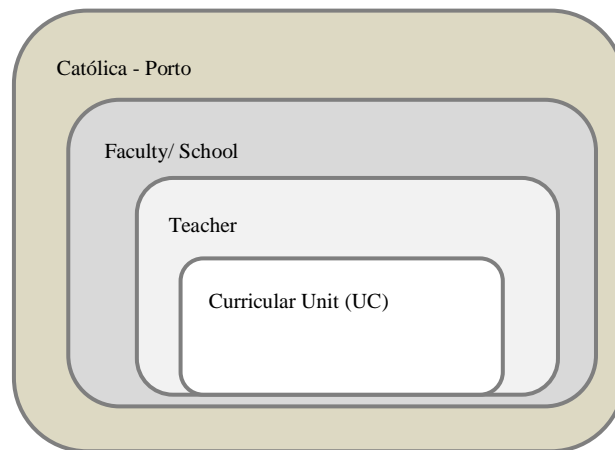 Católica - Porto
Faculty/ School
Teacher
Curricular Unit (UC)